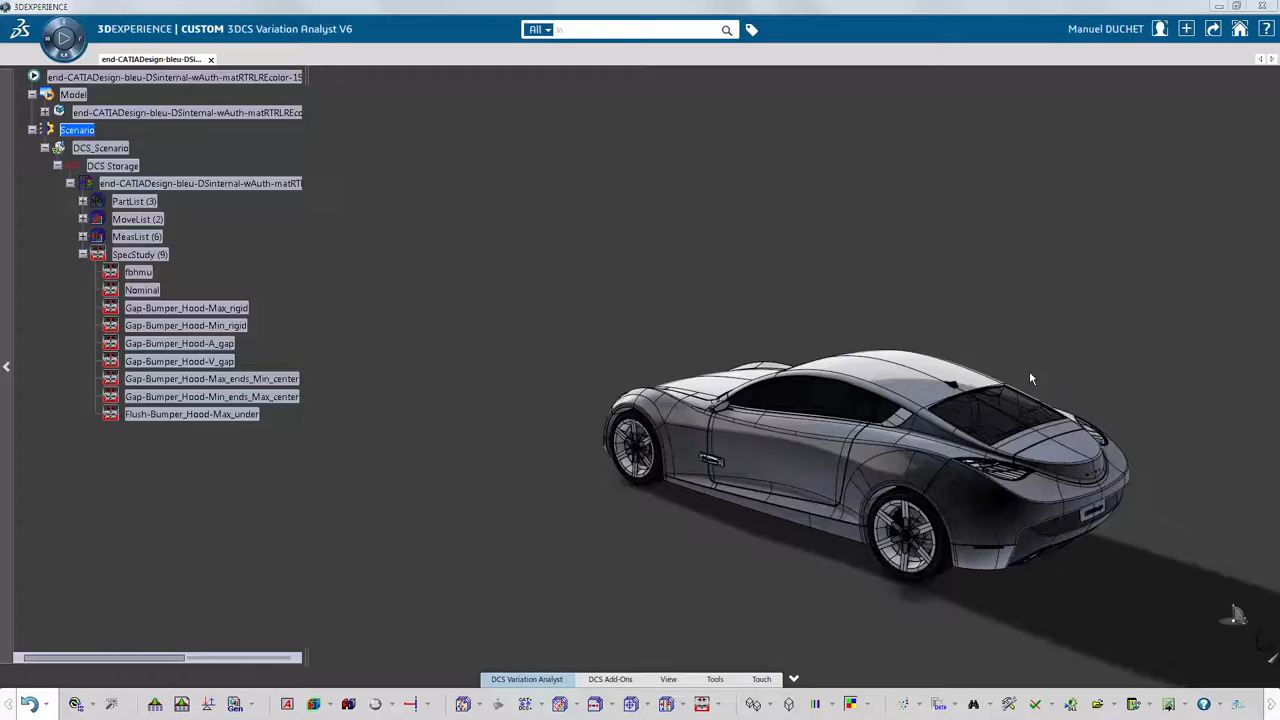 3DEXPERIENCE
3DEXPERIENCE | CUSTOM 3DCS Variation Analyst V6
All
in
Manuel DUCHET
end-CATIADesign-bleu-DSi...
end-CATIADesign-bleu-DSinternal-wAuth-matRTRLREcolor-15
Model
end-CATIADesign-bleu-DSinternal-wAuth-matRTRLREco
Scenario
DCS_Scenario
DCS Storage
end-CATIADesign-bleu-DSinternal-wAuth-matRTI
PartList (3)
MoveList (2)
MeasList (6)
SpecStudy (9)
fbhmu
Nominal
Gap-Bumper_Hood-Max_rigid
Gap-Bumper_Hood-Min_rigid
Gap-Bumper_Hood-A_gap
Gap-Bumper_Hood-V_gap
Gap-Bumper_Hood-Max_ends_Min_center
Gap-Bumper_Hood-Min_ends_Max_center
Flush-Bumper_Hood-Max_under
DCS Variation Analyst
DCS Add-Ons
View
Tools
Touch